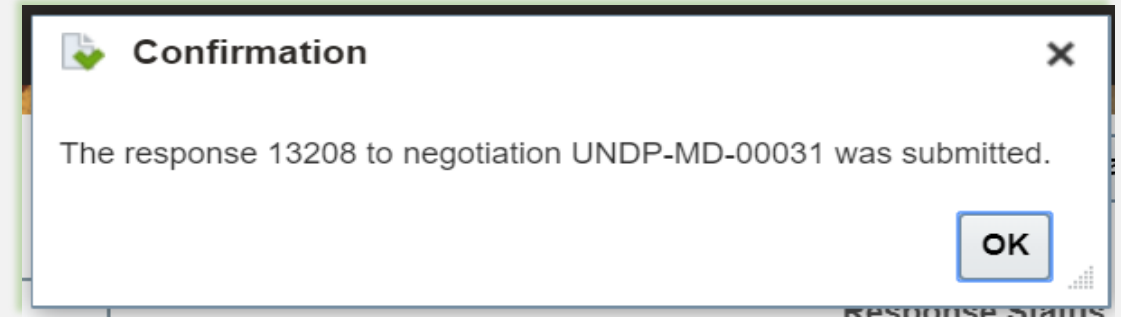 Confirmation
The response 13208 to negotiation UNDP-MD-00031 was submitted.
OK
Response Status